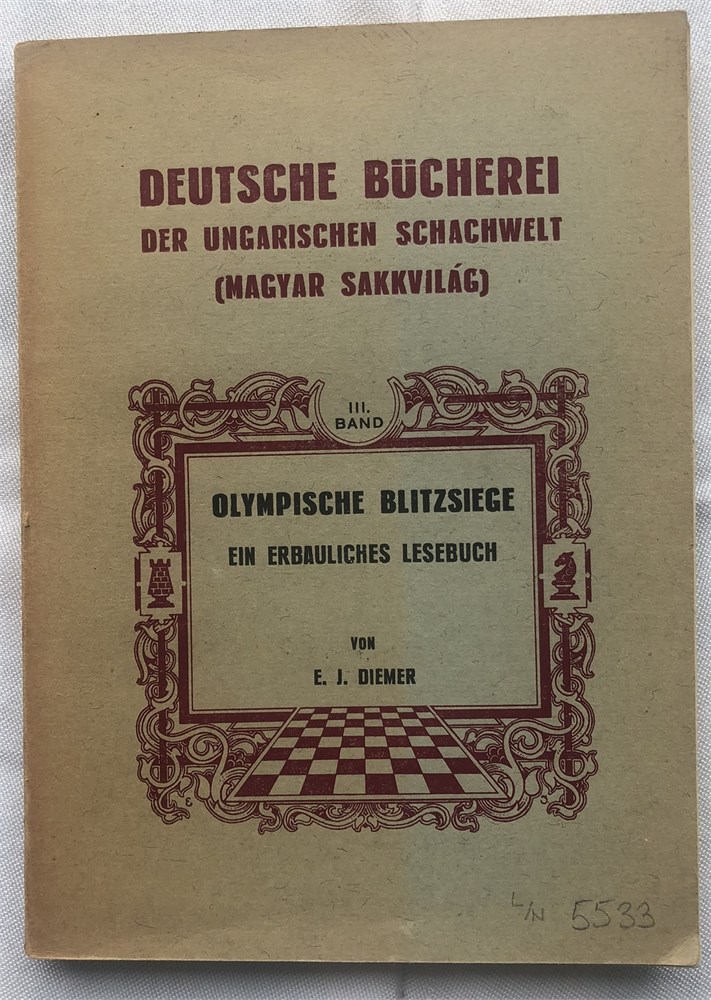 DEUTSCHE BÜCHEREI
DER UNGARISCHEN SCHACHWELT
(MAGYAR SAKKVILÁG)
III.
BAND
OLYMPISCHE BLITZSIEGE
EIN ERBAULICHES LESEBUCH
VON
E. J. DIEMER
E J
L/N 5533